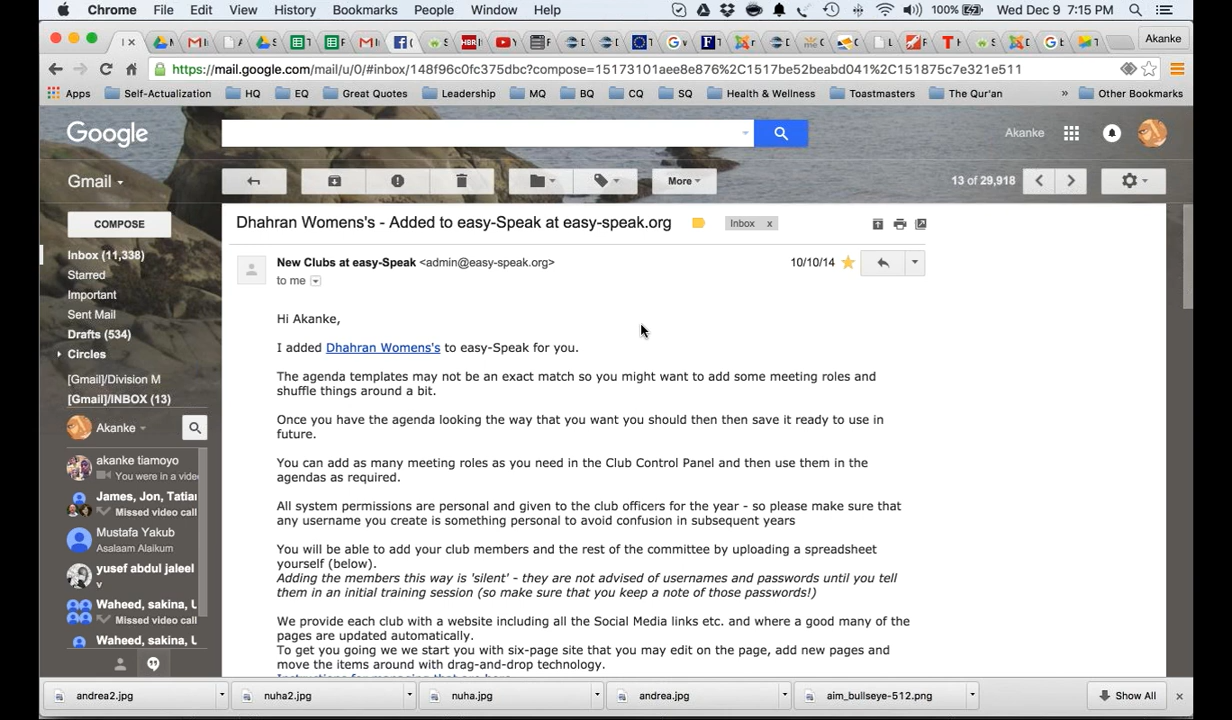 Chrome File Edit View History Bookmarks People Window Help 100% Wed Dec 9 7:15 PM
Akanke
https://mail.google.com/mail/u/0/#inbox/148f96c0fc375dbc?compose=15173101aee8e876%2C1517be52beabd041%2C151875c7e321e511
Apps Self-Actualization HQ EQ Great Quotes Leadership MQ BQ CQ SQ Health & Wellness Toastmasters The Qur'an » Other Bookmarks
Google Akanke
Gmail More 13 of 29,918
COMPOSE
Inbox (11,338)
Starred
Important
Sent Mail
Drafts (534)
Circles
[Gmail]/Division M
[Gmail]/INBOX (13)
Akanke
akanke tiamoyo
You were in a vide
James, Jon, Tatiar
Missed video call
Mustafa Yakub
Asalaam Alaikum
yusef abdul jaleel
v
Waheed, sakina, U
Missed video call
Waheed, sakina, U
Dhahran Womens's - Added to easy-Speak at easy-speak.org Inbox x
New Clubs at easy-Speak <admin@easy-speak.org> 10/10/14
to me
Hi Akanke,
I added Dhahran Womens's to easy-Speak for you.
The agenda templates may not be an exact match so you might want to add some meeting roles and
shuffle things around a bit.
Once you have the agenda looking the way that you want you should then then save it ready to use in
future.
You can add as many meeting roles as you need in the Club Control Panel and then use them in the
agendas as required.
All system permissions are personal and given to the club officers for the year - so please make sure that
any username you create is something personal to avoid confusion in subsequent years
You will be able to add your club members and the rest of the committee by uploading a spreadsheet
yourself (below).
Adding the members this way is 'silent' - they are not advised of usernames and passwords until you tell
them in an initial training session (so make sure that you keep a note of those passwords!)
We provide each club with a website including all the Social Media links etc. and where a good many of the
pages are updated automatically.
To get you going we we start you with six-page site that you may edit on the page, add new pages and
move the items around with drag-and-drop technology.
andrea2.jpg nuha2.jpg nuha.jpg andrea.jpg aim_bullseye-512.png Show All